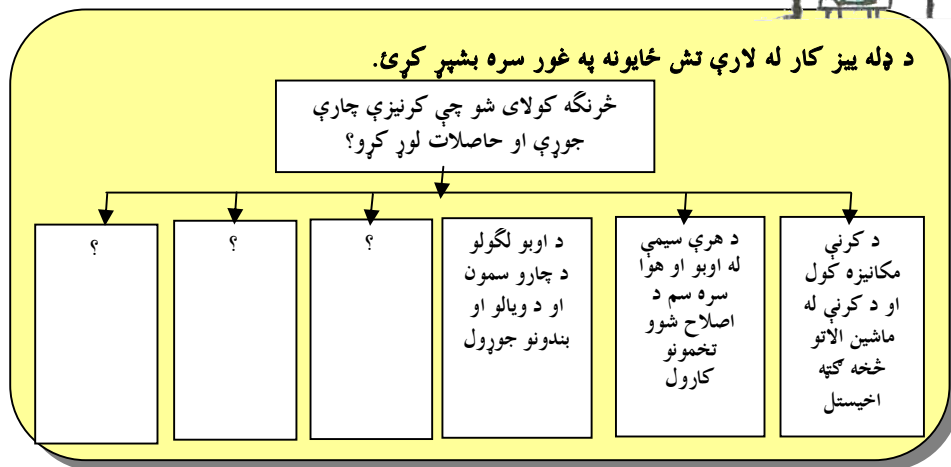 د ډله ییز کار له لارې تش ځایونه په غور سره بشپړ کړئ.
څرنګه کولای شو چې کرنیزې چارې
جوړې او حاصلات لوړ کړو؟
د کرنې
مکانیزه کول
او د کرنې له
ماشین الاتو
څخه ګټه
اخیستل
د هرې سیمې
له اوبو او هوا
سره سم د
اصلاح شوو
تخمونو
کارول
د اوبو لګولو
د چارو سمون
او د ویالو او
بندونو جوړول
؟
؟
؟